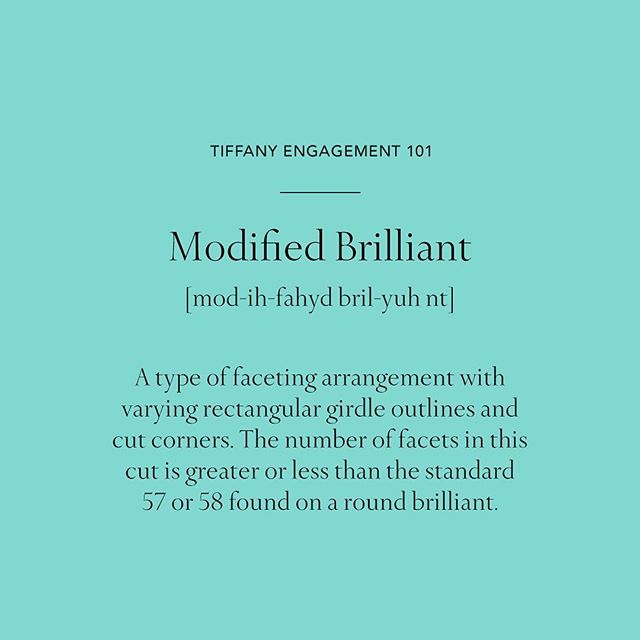 TIFFANY ENGAGEMENT 101
Modified Brilliant
[mod-ih-fahyd bril-yuh nt]
A type of faceting arrangement with
varying rectangular girdle outlines and
cut corners. The number of facets in this
cut is greater or less than the standard
57 or 58 found on a round brilliant.